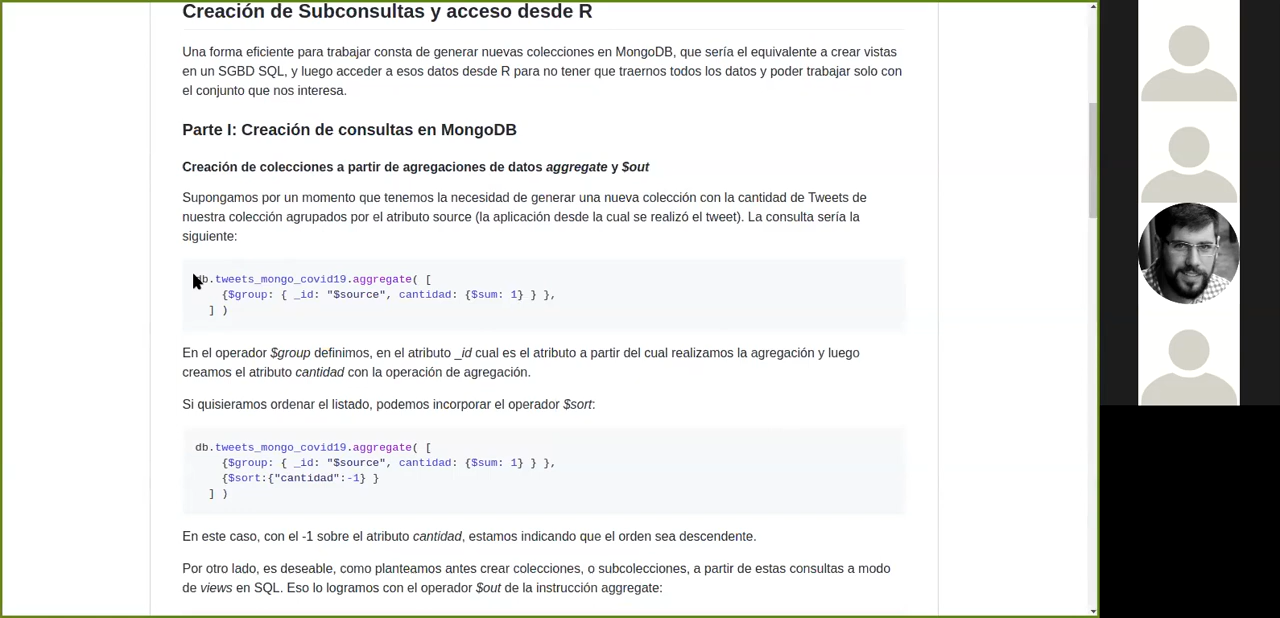 Creación de Subconsultas y acceso desde R
Una forma eficiente para trabajar consta de generar nuevas colecciones en MongoDB, que sería el equivalente a crear vistas
en un SGBD SQL, y luego acceder a esos datos desde R para no tener que traernos todos los datos y poder trabajar solo con
el conjunto que nos interesa.
Parte I: Creación de consultas en MongoDB
Creación de colecciones a partir de agregaciones de datos aggregate y $out
Supongamos por un momento que tenemos la necesidad de generar una nueva colección con la cantidad de Tweets de
nuestra colección agrupados por el atributo source (la aplicación desde la cual se realizó el tweet). La consulta sería la
siguiente:
db.tweets_mongo_covid19.aggregate( [
{$group: { _id: "$source", cantidad: {$sum: 1} } },
] )
En el operador $group definimos, en el atributo _id cual es el atributo a partir del cual realizamos la agregación y luego
creamos el atributo cantidad con la operación de agregación.
Si quisieramos ordenar el listado, podemos incorporar el operador $sort:
db.tweets_mongo_covid19.aggregate( [
{$group: { _id: "$source", cantidad: {$sum: 1} } },
{$sort:{"cantidad":-1} }
] )
En este caso, con el -1 sobre el atributo cantidad, estamos indicando que el orden sea descendente.
Por otro lado, es deseable, como planteamos antes crear colecciones, o subcolecciones, a partir de estas consultas a modo
de views en SQL. Eso lo logramos con el operador $out de la instrucción aggregate: